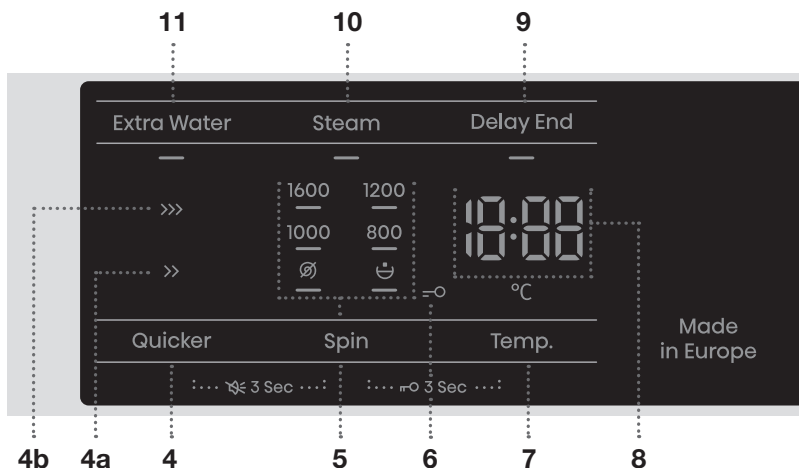 11 10 9
Extra Water Steam Delay End
1600 1200
>>>
1000 800
18:88
>>
°C
Made
in Europe
Quicker Spin Temp.
3 Sec 3 Sec
4b 4a 4 5 6 7 8